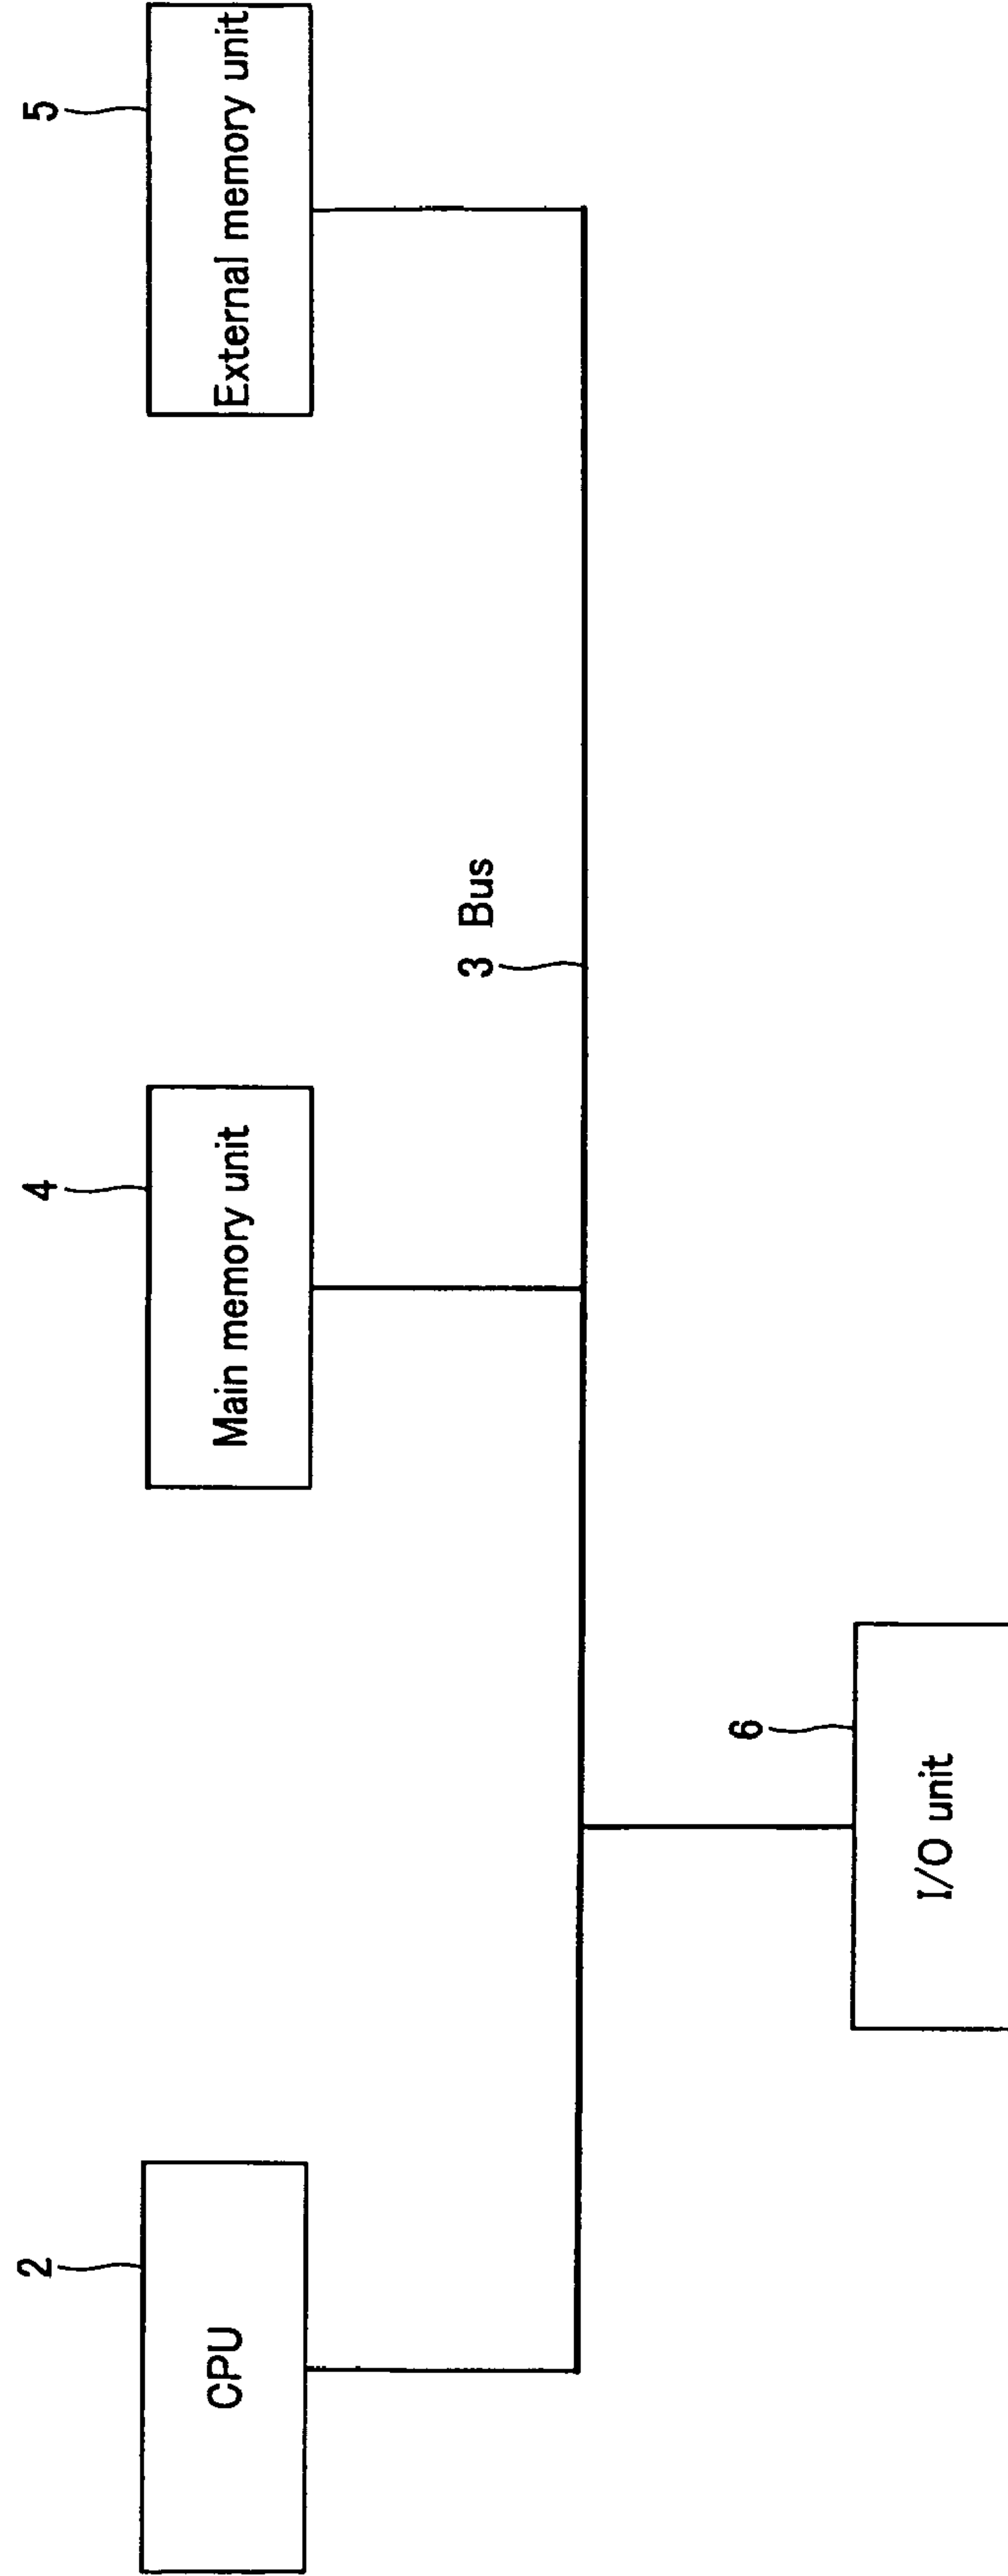 2
CPU
4
Main memory unit
5
External memory unit
3 Bus
6
I/O unit